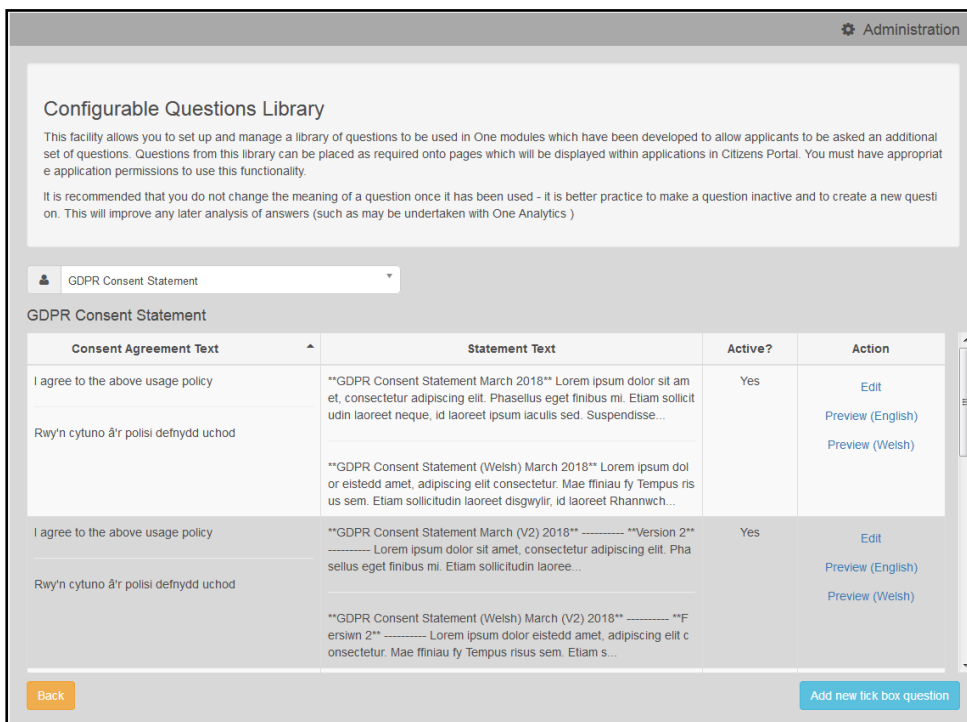 Administration
Configurable Questions Library
This facility allows you to set up and manage a library of questions to be used in One modules which have been developed to allow applicants to be asked an additional
set of questions. Questions from this library can be placed as required onto pages which will be displayed within applications in Citizens Portal. You must have appropriat
e application permissions to use this functionality.
It is recommended that you do not change the meaning of a question once it has been used - it is better practice to make a question inactive and to create a new questi
on. This will improve any later analysis of answers (such as may be undertaken with One Analytics )
GDPR Consent Statement
GDPR Consent Statement
Consent Agreement Text Statement Text Active? Action
I agree to the above usage policy
Rwy'n cytuno â'r polisi defnydd uchod
**GDPR Consent Statement March 2018** Lorem ipsum dolor sit am
et, consectetur adipiscing elit. Phasellus eget finibus mi. Etiam sollicit
udin laoreet neque, id laoreet ipsum iaculis sed. Suspendisse...
**GDPR Consent Statement (Welsh) March 2018** Lorem ipsum dol
or eistedd amet, adipiscing elit consectetur. Mae ffiniau fy Tempus ris
us sem. Etiam sollicitudin laoreet disgwylir, id laoreet Rhannwch...
Yes
Edit
Preview (English)
Preview (Welsh)
I agree to the above usage policy
Rwy'n cytuno â'r polisi defnydd uchod
**GDPR Consent Statement March (V2) 2018** ---------- **Version 2**
---------- Lorem ipsum dolor sit amet, consectetur adipiscing elit. Pha
sellus eget finibus mi. Etiam sollicitudin laoree...
**GDPR Consent Statement (Welsh) March (V2) 2018** ---------- **F
ersiwn 2** ---------- Lorem ipsum dolor eistedd amet, adipiscing elit c
onsectetur. Mae ffiniau fy Tempus risus sem. Etiam s...
Yes
Edit
Preview (English)
Preview (Welsh)
Back
Add new tick box question